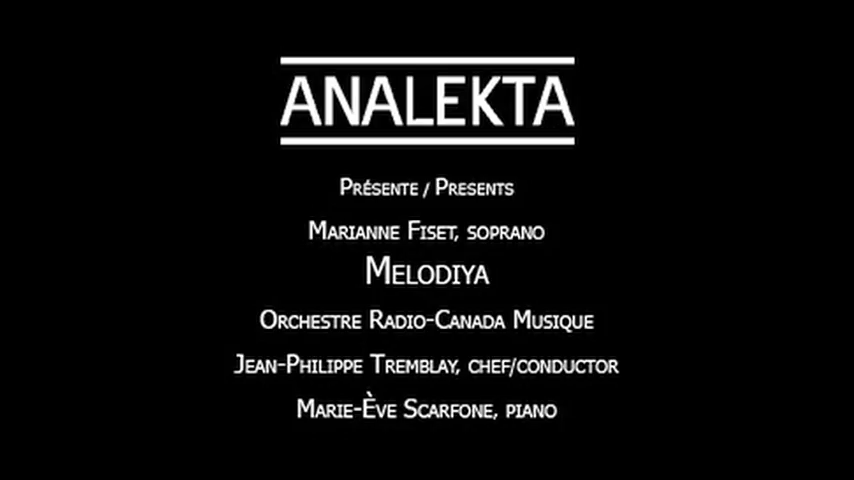 ANALEKTA
Présente / Presents
Marianne Fiset, soprano
Melodiya
Orchestre Radio-Canada Musique
Jean-Philippe Tremblay, chef/conductor
Marie-Ève Scarfone, piano